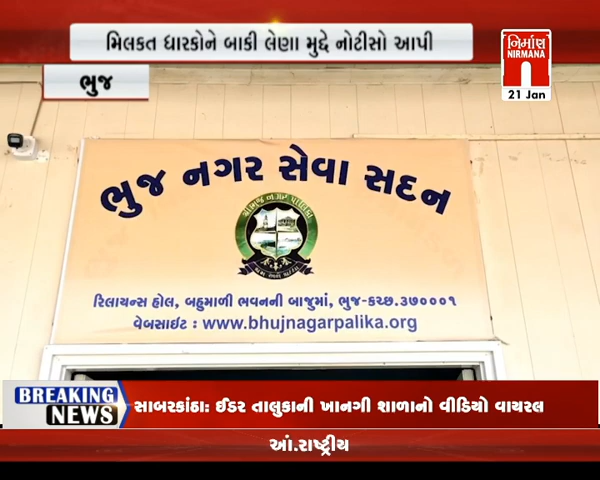 મિલકત ધારકોને બાકી લેણા મુદ્દે નોટીસો આપી
નિર્માણ
NIRMANA
21 Jan
ભુજ
ભુજ નગર સેવા સદન
રિલાયન્સ હોલ, બહુમાળી ભવનની બાજુમાં, ભુજ-કચ્છ.૩૭૦૦૦૧
વેબસાઈટ : www.bhujnagarpalika.org
BREAKING
NEWS
સાબરકાંઠા: ઈડર તાલુકાની ખાનગી શાળાનો વીડિયો વાયરલ
આં.રાષ્ટ્રીય